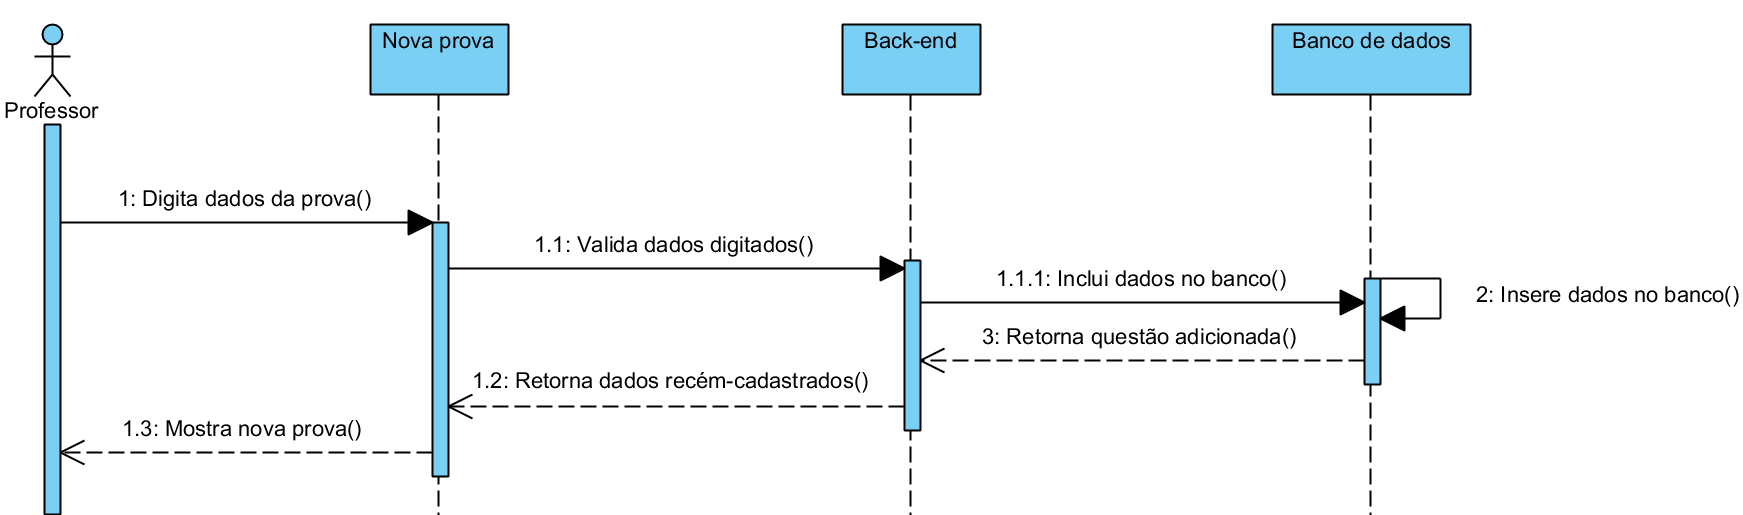 Professor
Nova prova
Back-end
Banco de dados
1: Digita dados da prova()
1.1: Valida dados digitados()
1.1.1: Inclui dados no banco()
2: Insere dados no banco()
3: Retorna questão adicionada()
1.2: Retorna dados recém-cadastrados()
1.3: Mostra nova prova()